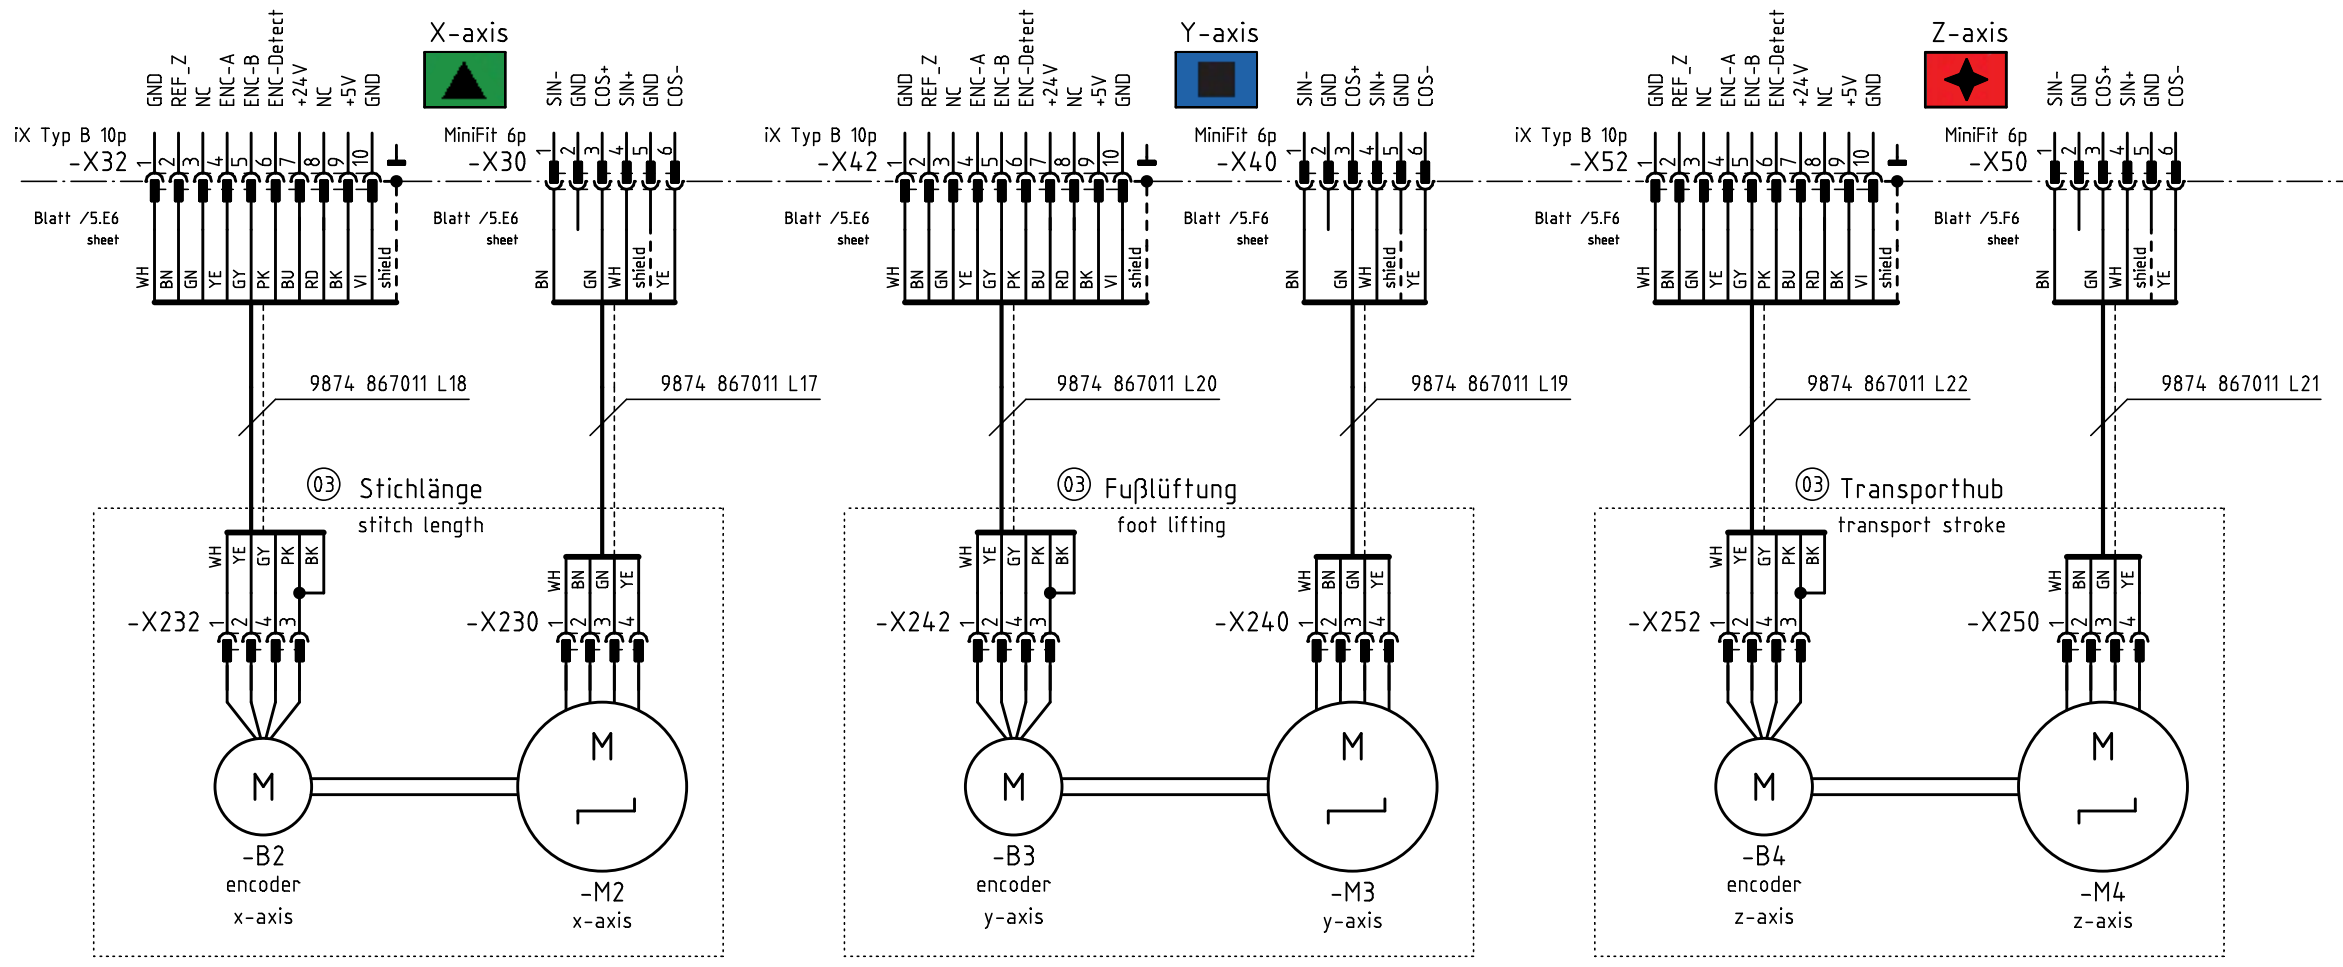 X-axis
GND REF_Z NC ENC-A ENC-B ENC-Detect +24V NC +5V GND
SIN- GND COS+ SIN+ GND COS-
iX Typ B 10p
-X32
1 2 3 4 5 6 7 8 9 10
MiniFit 6p
-X30
1 2 3 4 5 6
Blatt /5.E6
sheet
Blatt /5.E6
sheet
WH BN GN YE GY PK BU RD BK VI shield
BN GN WH shield YE
9874 867011 L18
9874 867011 L17
03 Stichlänge
stitch length
WH YE GY PK BK
WH BN GN YE
-X232
1 2 4 3
-X230
1 2 3 4
M
M
-B2
encoder
x-axis
-M2
x-axis
Y-axis
GND REF_Z NC ENC-A ENC-B ENC-Detect +24V NC +5V GND
SIN- GND COS+ SIN+ GND COS-
iX Typ B 10p
-X42
1 2 3 4 5 6 7 8 9 10
MiniFit 6p
-X40
1 2 3 4 5 6
Blatt /5.E6
sheet
Blatt /5.F6
sheet
WH BN GN YE GY PK BU RD BK VI shield
BN GN WH shield YE
9874 867011 L20
9874 867011 L19
03 Fußlüftung
foot lifting
WH YE GY PK BK
WH BN GN YE
-X242
1 2 4 3
-X240
1 2 3 4
M
M
-B3
encoder
y-axis
-M3
y-axis
Z-axis
GND REF_Z NC ENC-A ENC-B ENC-Detect +24V NC +5V GND
SIN- GND COS+ SIN+ GND COS-
iX Typ B 10p
-X52
1 2 3 4 5 6 7 8 9 10
MiniFit 6p
-X50
1 2 3 4 5 6
Blatt /5.F6
sheet
Blatt /5.F6
sheet
WH BN GN YE GY PK BU RD BK VI shield
BN GN WH shield YE
9874 867011 L22
9874 867011 L21
03 Transporthub
transport stroke
WH YE GY PK BK
WH BN GN YE
-X252
1 2 4 3
-X250
1 2 3 4
M
M
-B4
encoder
z-axis
-M4
z-axis